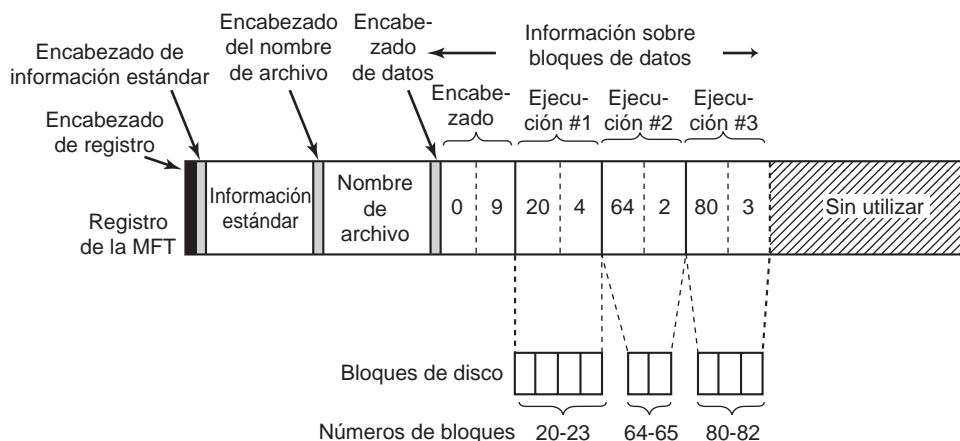 Encabezado de
información estándar
Encabezado
del nombre
de archivo
Encabe-
zado
de datos
Información sobre
bloques de datos
Encabezado
de registro
Encabe-
zado
Ejecu-
ción #1
Ejecu-
ción #2
Ejecu-
ción #3
Registro
de la MFT
Información
estándar
Nombre
de
archivo
0 9 20 4 64 2 80 3
Sin utilizar
Bloques de disco
Números de bloques 20-23 64-65 80-82